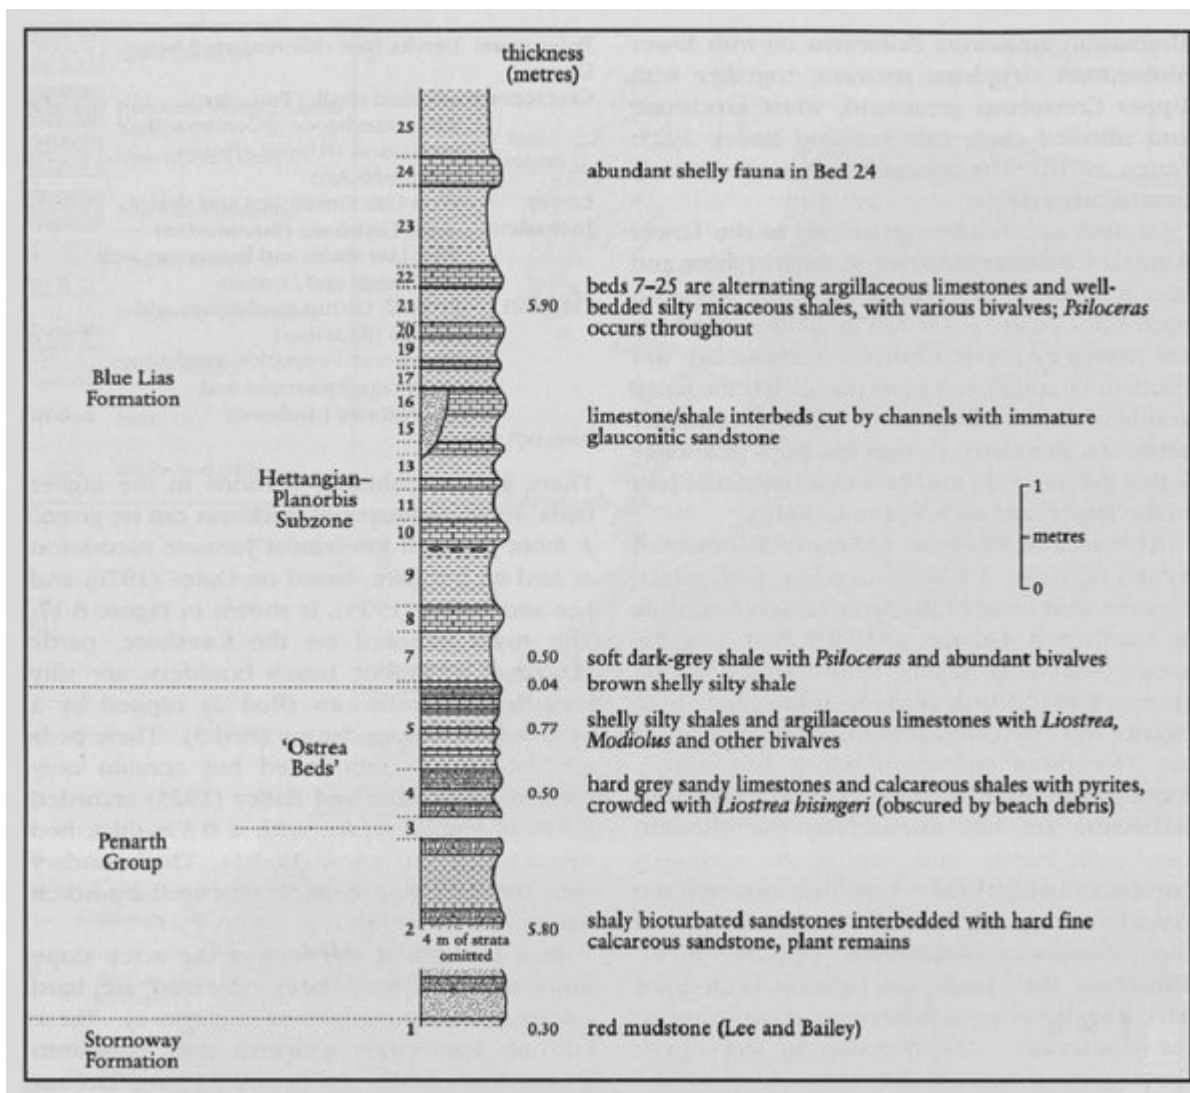 thickness
(metres)
25
24
abundant shelly fauna in Bed 24
23
22
21
5.90
beds 7–25 are alternating argillaceous limestones and well-
bedded silty micaceous shales, with various bivalves; Psiloceras
occurs throughout
20
19
17
Blue Lias
Formation
16
15
limestone/shale interbeds cut by channels with immature
glauconitic sandstone
13
Hettangian–
Planorbis
Subzone
11
10
1
metres
0
9
8
7
0.50
soft dark-grey shale with Psiloceras and abundant bivalves
0.04
brown shelly silty shale
5
0.77
shelly silty shales and argillaceous limestones with Liostrea,
Modiolus and other bivalves
'Ostrea
Beds'
4
0.50
hard grey sandy limestones and calcareous shales with pyrites,
crowded with Liostrea hisingeri (obscured by beach debris)
3
Penarth
Group
2
5.80
shaly bioturbated sandstones interbedded with hard fine
calcareous sandstone, plant remains
4 m of strata
omitted
1
0.30
red mudstone (Lee and Bailey)
Stornoway
Formation